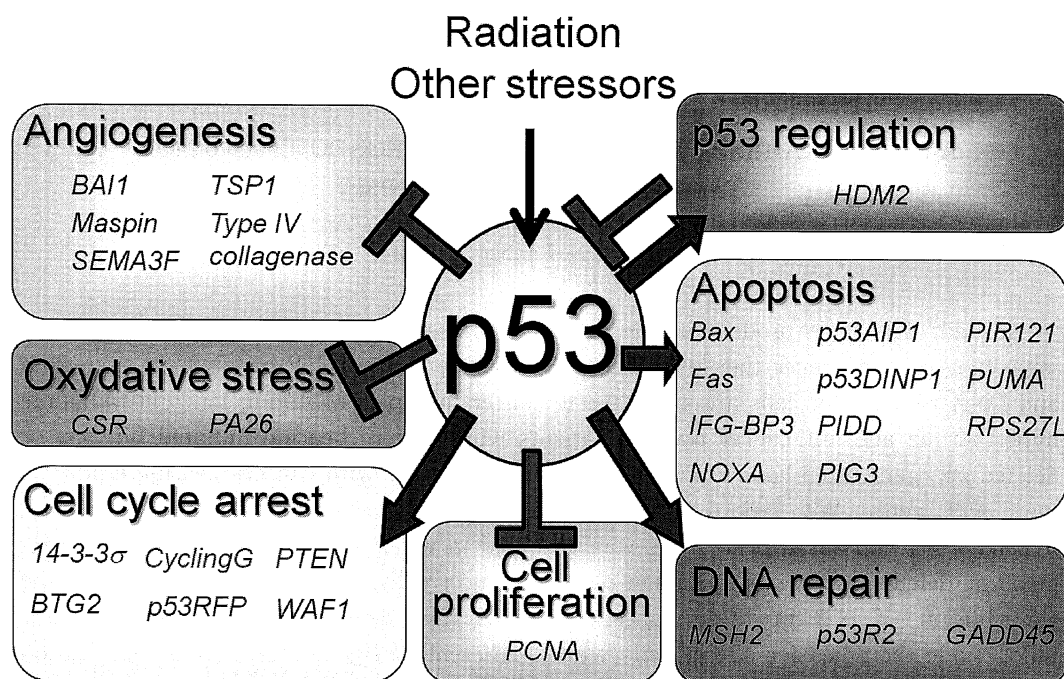 Radiation
Other stressors
Angiogenesis
BAI1 TSP1
Maspin Type IV
SEMA3F collagenase
p53 regulation
HDM2
p53
Oxydative stress
CSR PA26
Apoptosis
Bax p53AIP1 PIR121
Fas p53DINP1 PUMA
IFG-BP3 PIDD RPS27L
NOXA PIG3
Cell cycle arrest
14-3-3σ CyclingG PTEN
BTG2 p53RFP WAF1
Cell
proliferation
PCNA
DNA repair
MSH2 p53R2 GADD45